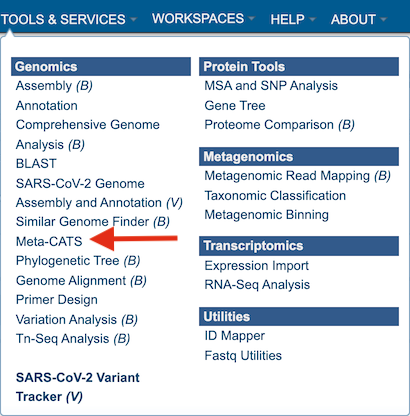 TOOLS & SERVICES WORKSPACES HELP ABOUT
Genomics
Assembly (B)
Annotation
Comprehensive Genome
Analysis (B)
BLAST
SARS-CoV-2 Genome
Assembly and Annotation (V)
Similar Genome Finder (B)
Meta-CATS
Phylogenetic Tree (B)
Genome Alignment (B)
Primer Design
Variation Analysis (B)
Tn-Seq Analysis (B)
SARS-CoV-2 Variant
Tracker (V)
Protein Tools
MSA and SNP Analysis
Gene Tree
Proteome Comparison (B)
Metagenomics
Metagenomic Read Mapping (B)
Taxonomic Classification
Metagenomic Binning
Transcriptomics
Expression Import
RNA-Seq Analysis
Utilities
ID Mapper
Fastq Utilities